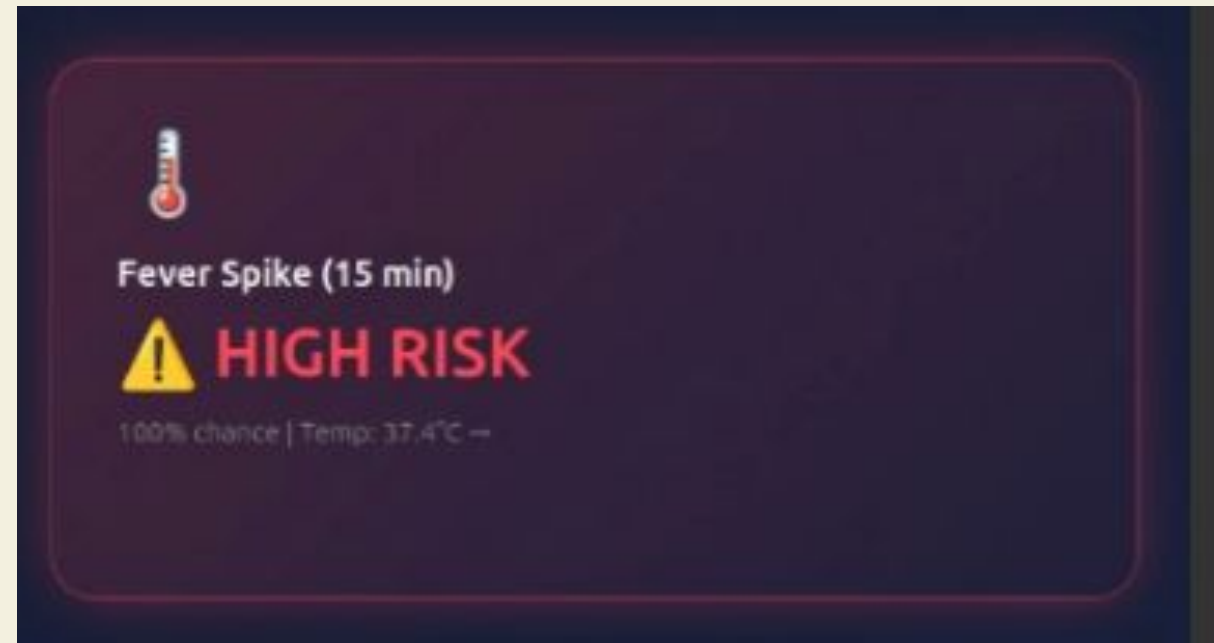 Fever Spike (15 min)
⚠️ HIGH RISK
100% chance | Temp: 37.4°C →